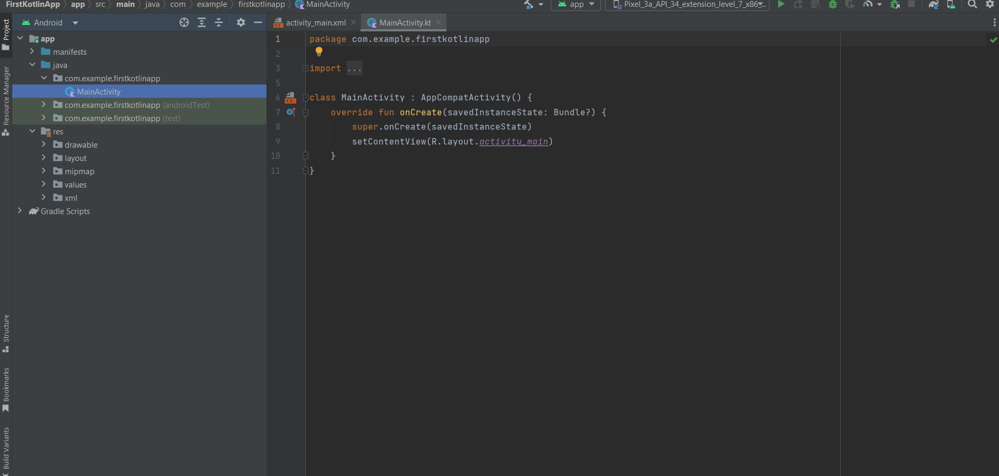 FirstKotlinApp app src main java com example firstkotlinapp MainActivity
app Pixel_3a_API_34_extension_level_7_x86_...
Project
Resource Manager
Structure
Bookmarks
Build Variants
Android
app
manifests
java
com.example.firstkotlinapp
MainActivity
com.example.firstkotlinapp (androidTest)
com.example.firstkotlinapp (test)
res
drawable
layout
mipmap
values
xml
Gradle Scripts
activity_main.xml MainActivity.kt
1 package com.example.firstkotlinapp
2
3 import ...
5
6 class MainActivity : AppCompatActivity() {
7 override fun onCreate(savedInstanceState: Bundle?) {
8 super.onCreate(savedInstanceState)
9 setContentView(R.layout.activity_main)
10 }
11 }